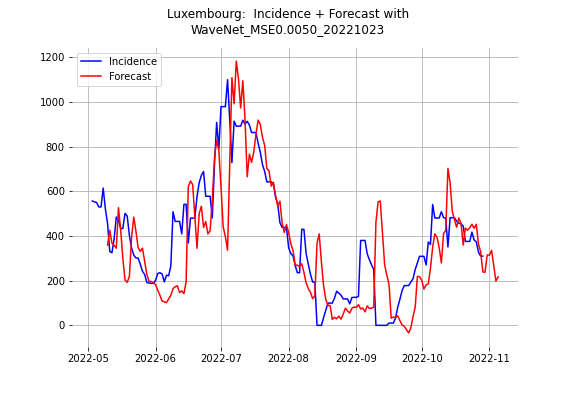 Luxembourg:  Incidence + Forecast with
WaveNet_MSE0.0050_20221023
Incidence
Forecast
1200
1000
800
600
400
200
0
2022-05 2022-06 2022-07 2022-08 2022-09 2022-10 2022-11